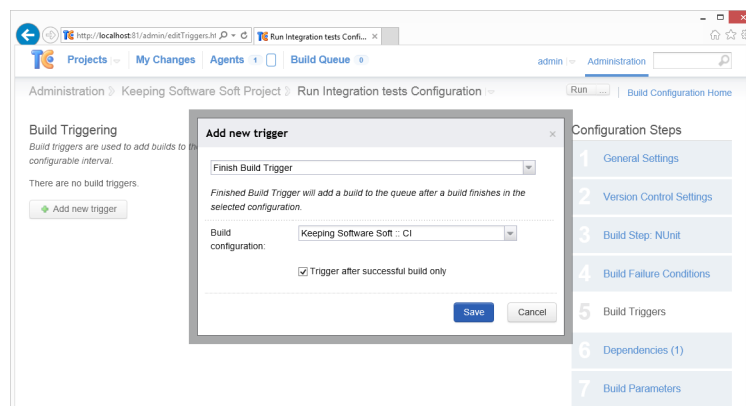 http://localhost:81/admin/editTriggers.ht
Run Integration tests Confi...
Projects
My Changes
Agents 1
Build Queue 0
admin
Administration
Administration
Keeping Software Soft Project
Run Integration tests Configuration
Run ...
Build Configuration Home
Build Triggering
Build triggers are used to add builds to the
configurable interval.
There are no build triggers.
Add new trigger
Add new trigger
Finish Build Trigger
Finished Build Trigger will add a build to the queue after a build finishes in the
selected configuration.
Build
configuration:
Keeping Software Soft :: CI
Trigger after successful build only
Save
Cancel
Configuration Steps
1 General Settings
2 Version Control Settings
3 Build Step: NUnit
4 Build Failure Conditions
5 Build Triggers
6 Dependencies (1)
7 Build Parameters